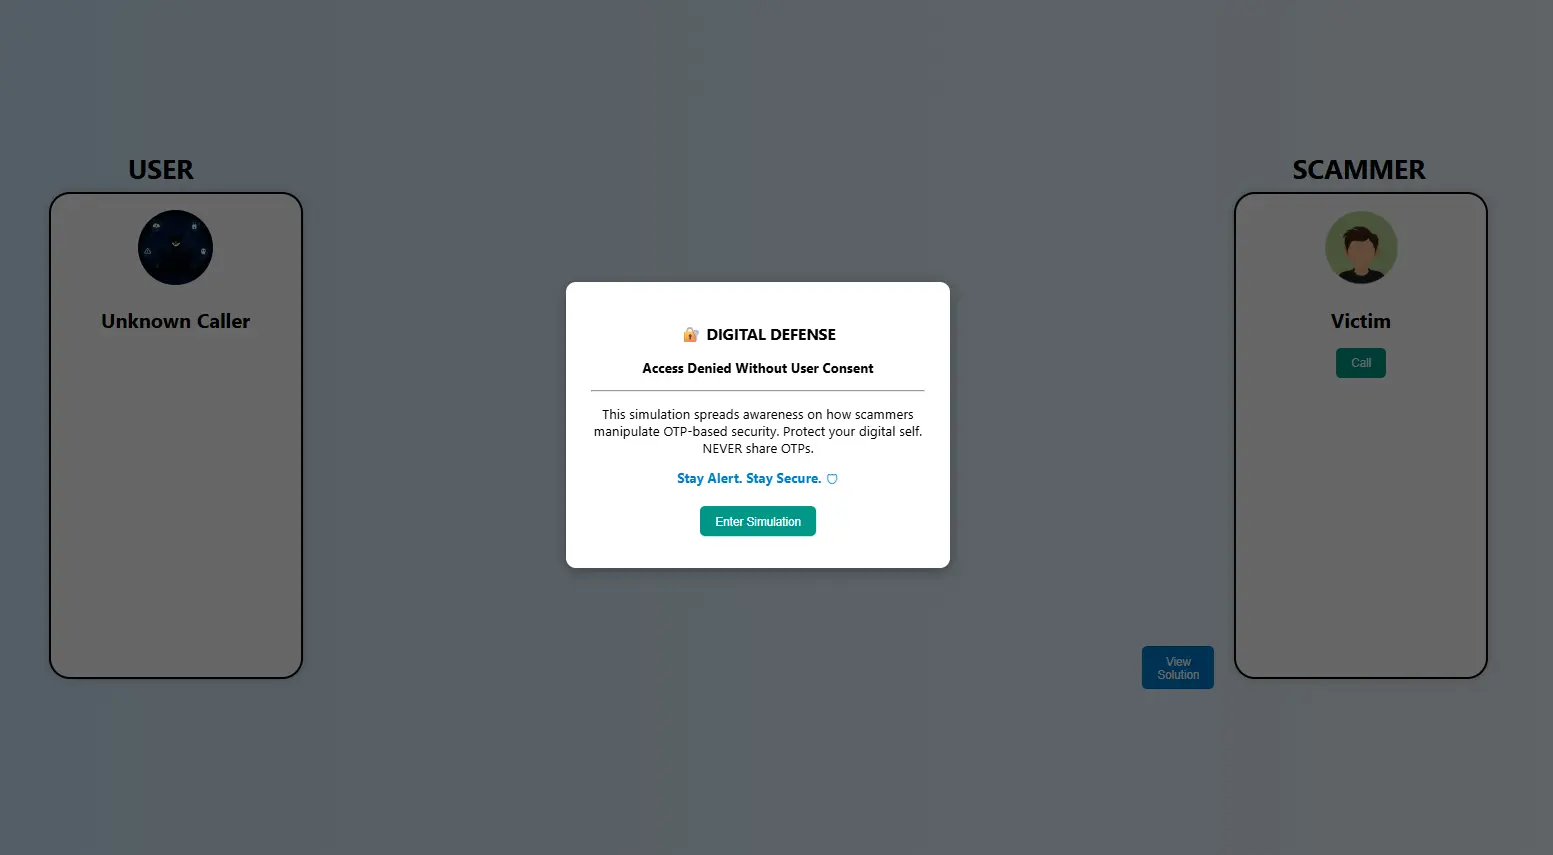 USER
SCAMMER
Unknown Caller
Victim
Call
🔐 DIGITAL DEFENSE
Access Denied Without User Consent
This simulation spreads awareness on how scammers
manipulate OTP-based security. Protect your digital self.
NEVER share OTPs.
Stay Alert. Stay Secure. 🛡
Enter Simulation
View
Solution